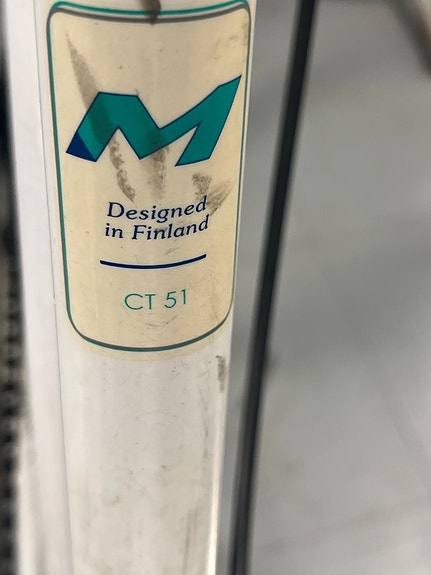 M
Designed
in Finland
CT 51